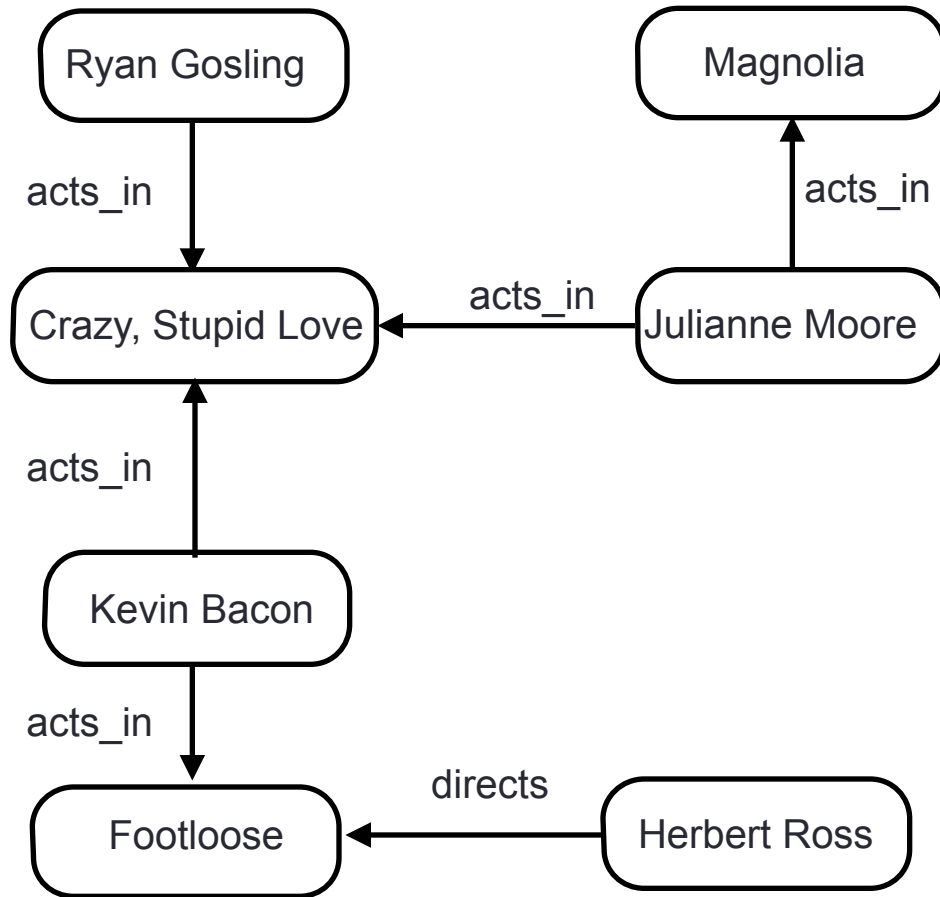 Ryan Gosling
Magnolia
acts_in
acts_in
acts_in
Crazy, Stupid Love
Julianne Moore
acts_in
Kevin Bacon
acts_in
directs
Footloose
Herbert Ross